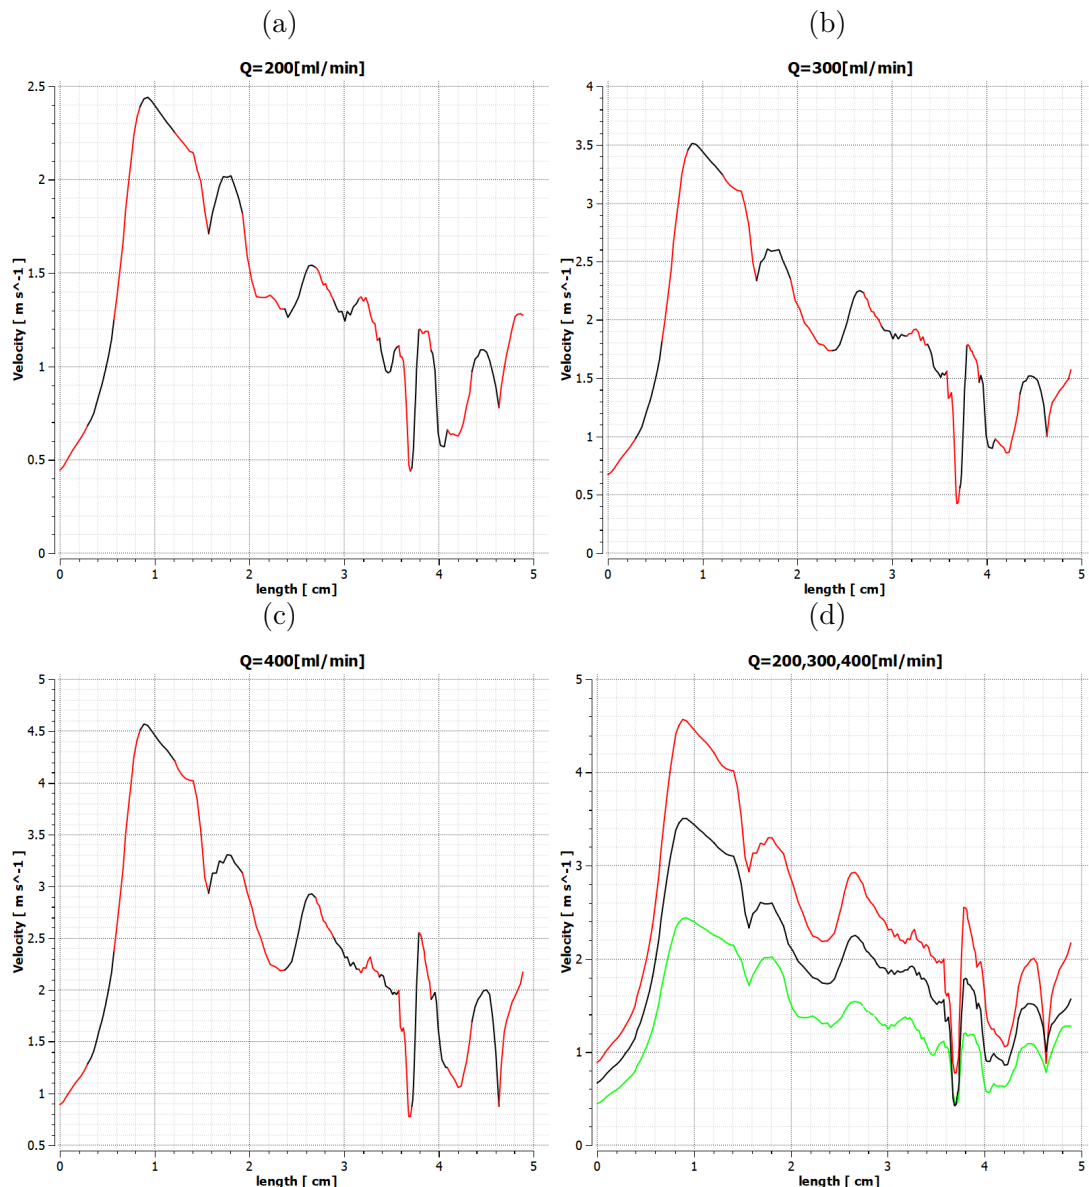 (a)
Q=200[ml/min]
2.5
2
1.5
1
0.5
0
Velocity [ m s^-1 ]
0 1 2 3 4 5
length [ cm]
(b)
Q=300[ml/min]
4
3.5
3
2.5
2
1.5
1
0.5
0
Velocity [ m s^-1 ]
0 1 2 3 4 5
length [ cm]
(c)
Q=400[ml/min]
5
4.5
4
3.5
3
2.5
2
1.5
1
0.5
Velocity [ m s^-1 ]
0 1 2 3 4 5
length [ cm]
(d)
Q=200,300,400[ml/min]
5
4
3
2
1
0
Velocity [ m s^-1 ]
0 1 2 3 4 5
length [ cm]